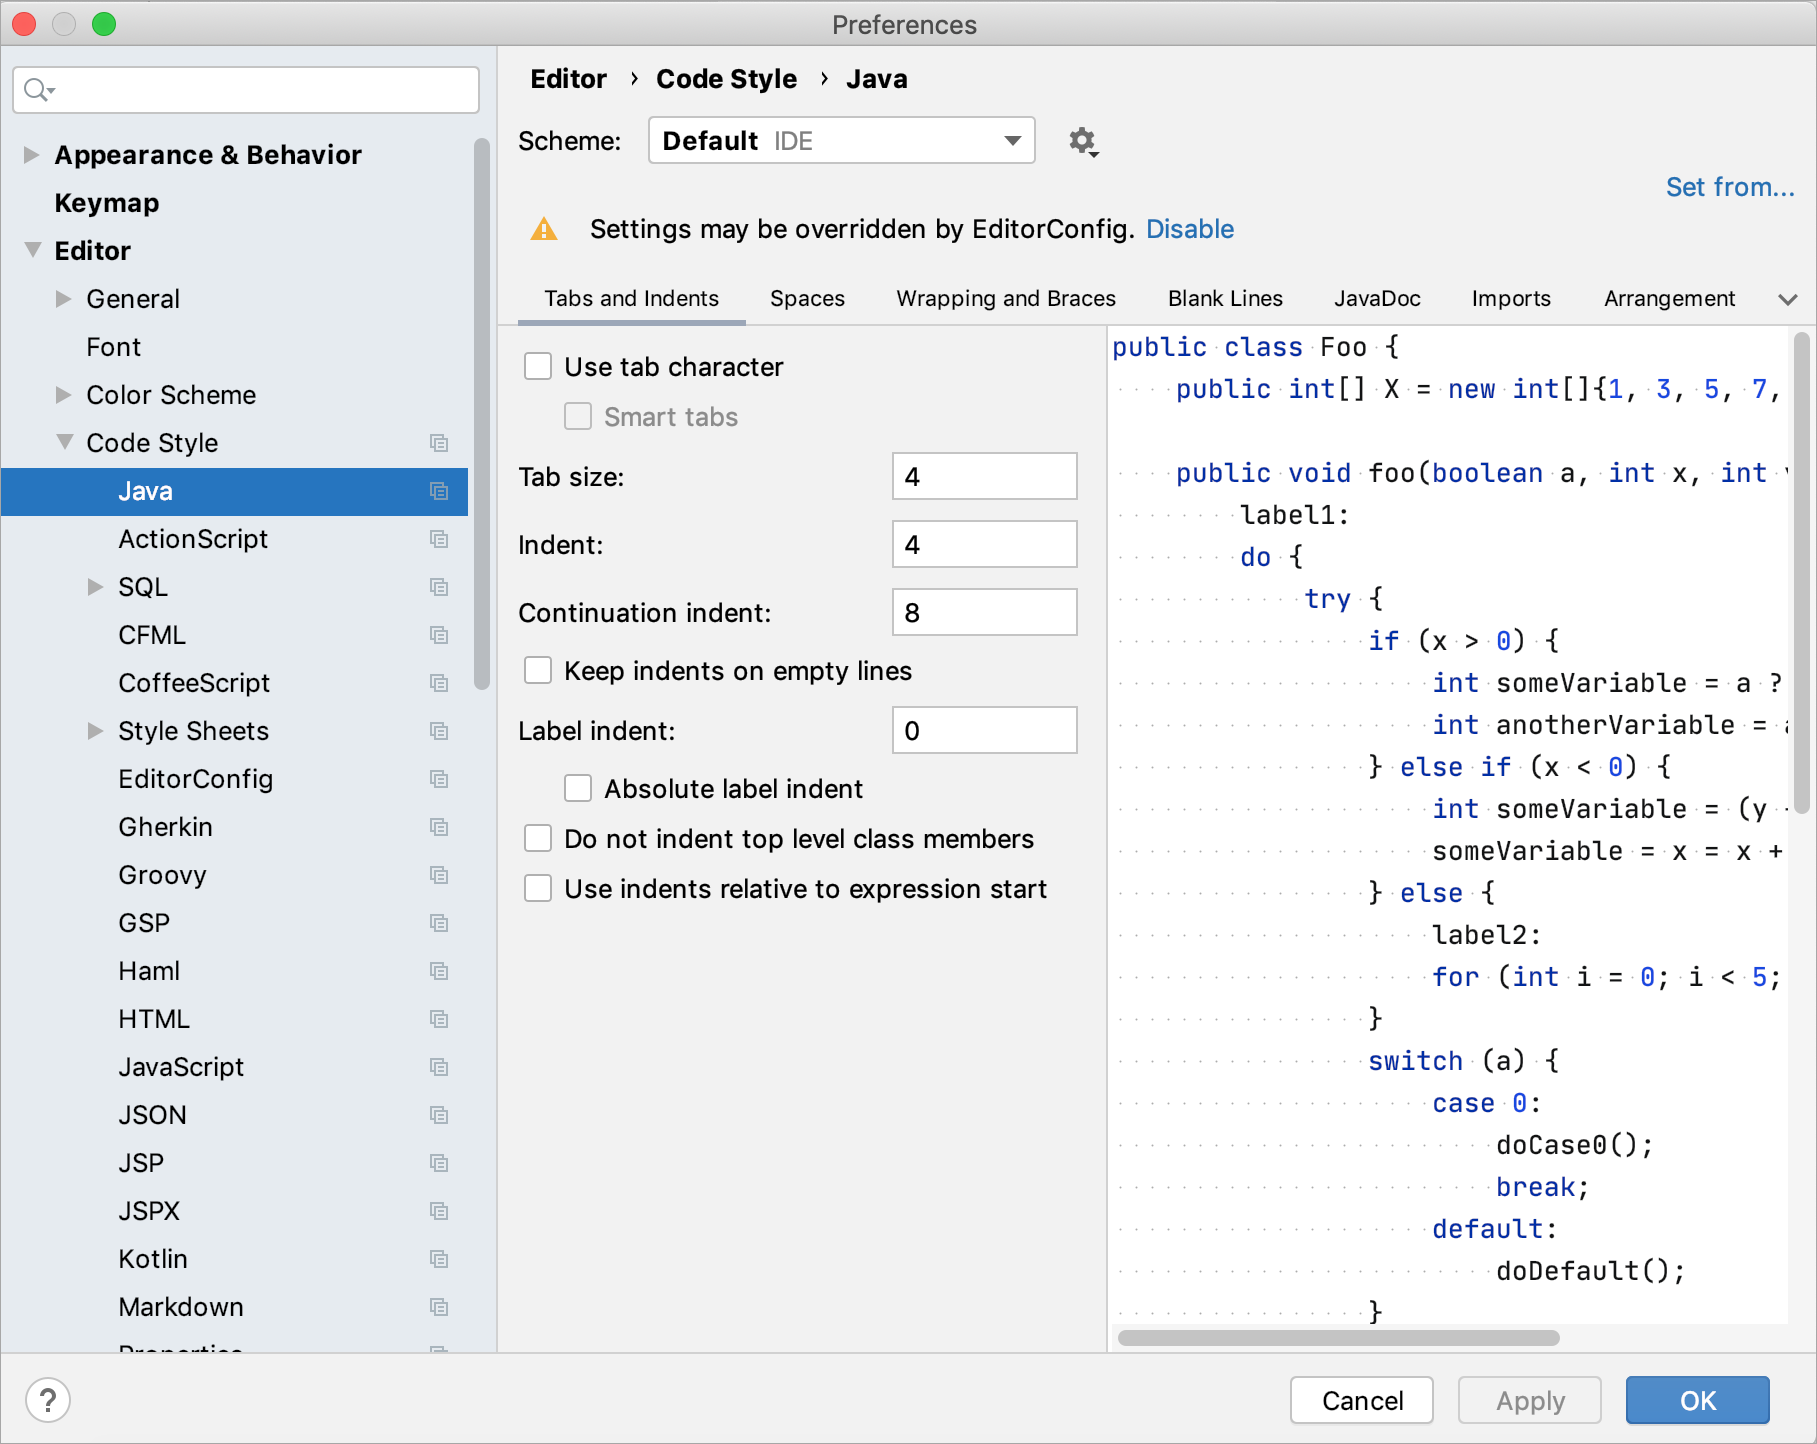 Preferences
Appearance & Behavior
Keymap
Editor
General
Font
Color Scheme
Code Style
Java
ActionScript
SQL
CFML
CoffeeScript
Style Sheets
EditorConfig
Gherkin
Groovy
GSP
Haml
HTML
JavaScript
JSON
JSP
JSPX
Kotlin
Markdown
Properties
Editor › Code Style › Java
Scheme: Default IDE
Set from...
Settings may be overridden by EditorConfig. Disable
Tabs and Indents Spaces Wrapping and Braces Blank Lines JavaDoc Imports Arrangement
Use tab character
Smart tabs
Tab size: 4
Indent: 4
Continuation indent: 8
Keep indents on empty lines
Label indent: 0
Absolute label indent
Do not indent top level class members
Use indents relative to expression start
public class Foo {
public int[] X = new int[]{1, 3, 5, 7,
public void foo(boolean a, int x, int
label1:
do {
try {
if (x > 0) {
int someVariable = a ?
int anotherVariable =
} else if (x < 0) {
int someVariable = (y
someVariable = x = x +
} else {
label2:
for (int i = 0; i < 5;
}
switch (a) {
case 0:
doCase0();
break;
default:
doDefault();
}
?
Cancel Apply OK